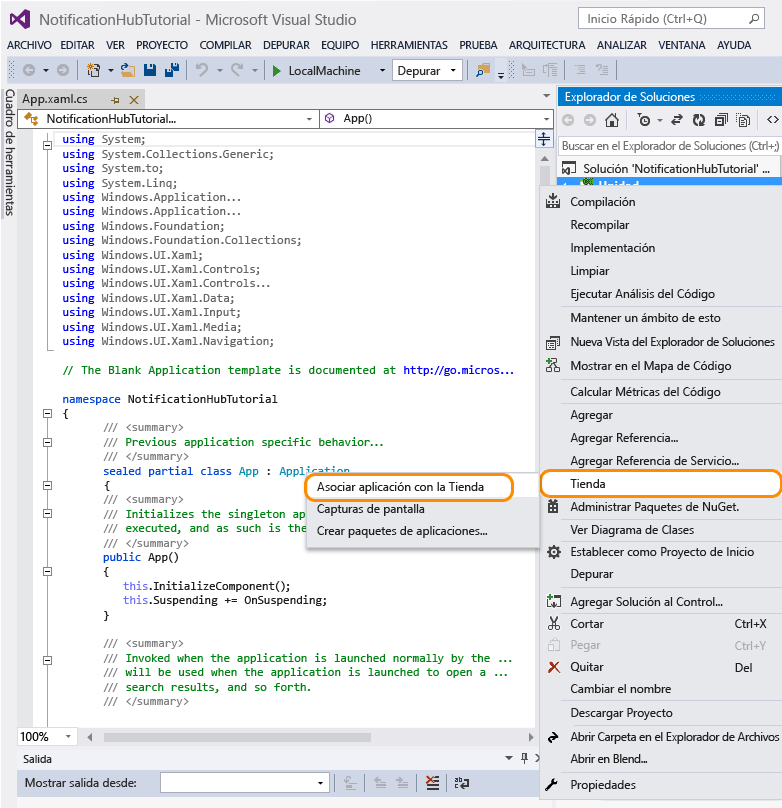 NotificationHubTutorial - Microsoft Visual Studio
Inicio Rápido (Ctrl+Q)
ARCHIVO EDITAR VER PROYECTO COMPILAR DEPURAR EQUIPO HERRAMIENTAS PRUEBA ARQUITECTURA ANALIZAR VENTANA AYUDA
LocalMachine Depurar
Cuadro de herramientas
App.xaml.cs
NotificationHubTutorial... App()
using System;
using System.Collections.Generic;
using System.to;
using System.Linq;
using Windows.Application...
using Windows.Application...
using Windows.Foundation;
using Windows.Foundation.Collections;
using Windows.UI.Xaml;
using Windows.UI.Xaml.Controls;
using Windows.UI.Xaml.Controls...
using Windows.UI.Xaml.Data;
using Windows.UI.Xaml.Input;
using Windows.UI.Xaml.Media;
using Windows.UI.Xaml.Navigation;
// The Blank Application template is documented at http://go.micros...
namespace NotificationHubTutorial
{
/// <summary>
/// Previous application specific behavior...
/// </summary>
sealed partial class App : Application
{
/// <summary>
/// Initializes the singleton ap
/// executed, and as such is the
/// </summary>
public App()
{
this.InitializeComponent();
this.Suspending += OnSuspending;
}
/// <summary>
/// Invoked when the application is launched normally by the ...
/// will be used when the application is launched to open a ...
/// search results, and so forth.
/// </summary>
100%
Salida
Mostrar salida desde:
Asociar aplicación con la Tienda
Capturas de pantalla
Crear paquetes de aplicaciones...
Explorador de Soluciones
Buscar en el Explorador de Soluciones (Ctrl+;)
Solución 'NotificationHubTutorial' ...
Unidad
Compilación
Recompilar
Implementación
Limpiar
Ejecutar Análisis del Código
Mantener un ámbito de esto
Nueva Vista del Explorador de Soluciones
Mostrar en el Mapa de Código
Calcular Métricas del Código
Agregar
Agregar Referencia...
Agregar Referencia de Servicio...
Tienda
Administrar Paquetes de NuGet.
Ver Diagrama de Clases
Establecer como Proyecto de Inicio
Depurar
Agregar Solución al Control...
Cortar Ctrl+X
Pegar Ctrl+Y
Quitar Del
Cambiar el nombre
Descargar Proyecto
Abrir Carpeta en el Explorador de Archivos
Abrir en Blend...
Propiedades